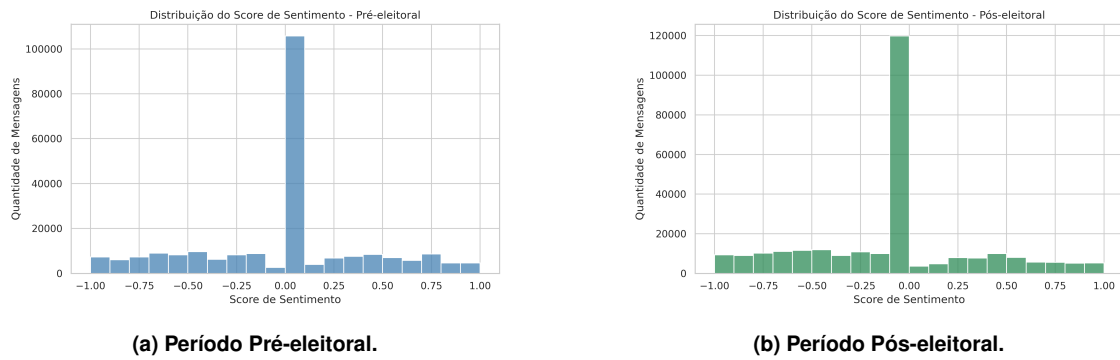 Distribuição do Score de Sentimento - Pré-eleitoral
100000
80000
60000
40000
20000
0
Quantidade de Mensagens
−1.00 −0.75 −0.50 −0.25 0.00 0.25 0.50 0.75 1.00
Score de Sentimento
(a) Período Pré-eleitoral.
Distribuição do Score de Sentimento - Pós-eleitoral
120000
100000
80000
60000
40000
20000
0
Quantidade de Mensagens
−1.00 −0.75 −0.50 −0.25 0.00 0.25 0.50 0.75 1.00
Score de Sentimento
(b) Período Pós-eleitoral.